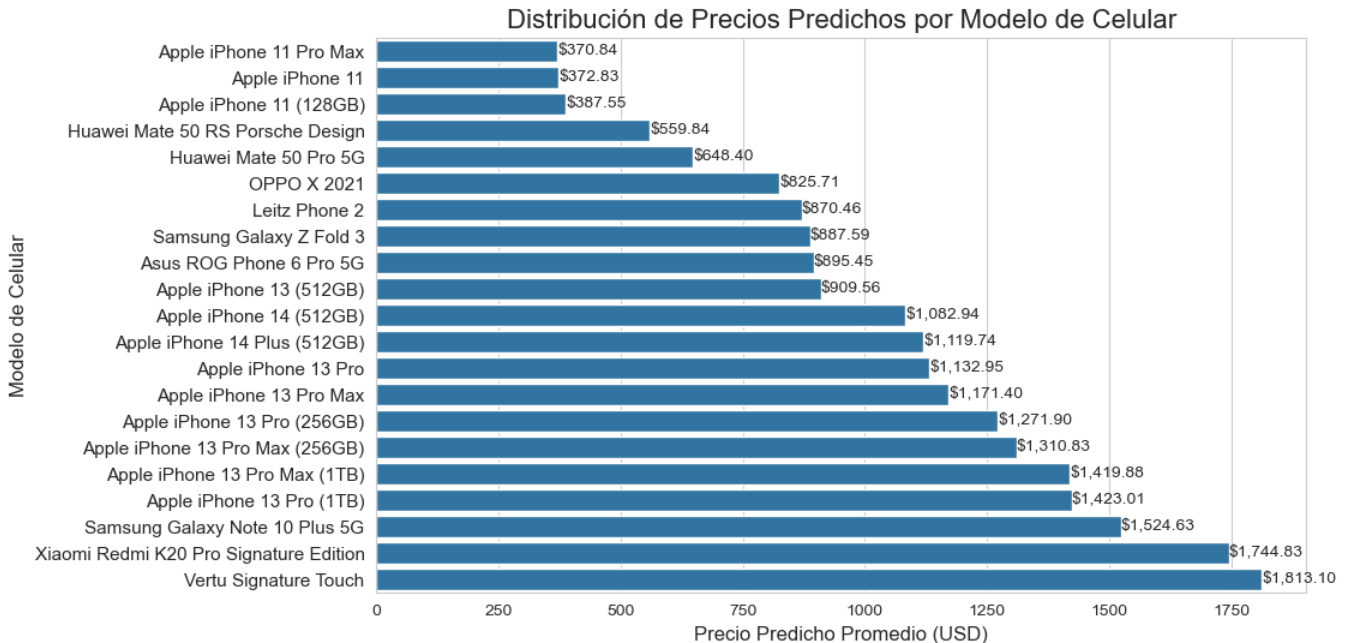 Distribución de Precios Predichos por Modelo de Celular
Modelo de Celular
Apple iPhone 11 Pro Max $370.84
Apple iPhone 11 $372.83
Apple iPhone 11 (128GB) $387.55
Huawei Mate 50 RS Porsche Design $559.84
Huawei Mate 50 Pro 5G $648.40
OPPO X 2021 $825.71
Leitz Phone 2 $870.46
Samsung Galaxy Z Fold 3 $887.59
Asus ROG Phone 6 Pro 5G $895.45
Apple iPhone 13 (512GB) $909.56
Apple iPhone 14 (512GB) $1,082.94
Apple iPhone 14 Plus (512GB) $1,119.74
Apple iPhone 13 Pro $1,132.95
Apple iPhone 13 Pro Max $1,171.40
Apple iPhone 13 Pro (256GB) $1,271.90
Apple iPhone 13 Pro Max (256GB) $1,310.83
Apple iPhone 13 Pro Max (1TB) $1,419.88
Apple iPhone 13 Pro (1TB) $1,423.01
Samsung Galaxy Note 10 Plus 5G $1,524.63
Xiaomi Redmi K20 Pro Signature Edition $1,744.83
Vertu Signature Touch $1,813.10
0 250 500 750 1000 1250 1500 1750
Precio Predicho Promedio (USD)